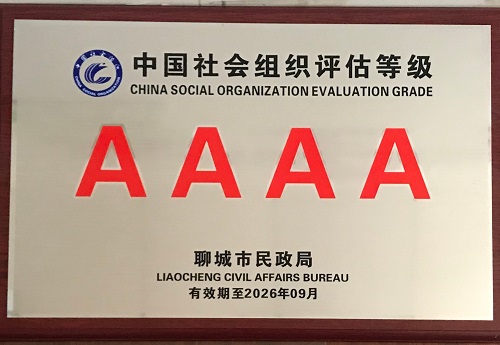 中国社会组织评估等级
CHINA SOCIAL ORGANIZATION EVALUATION GRADE
AAAA
聊城市民政局
LIAOCHENG CIVIL AFFAIRS BUREAU
有效期至2026年09月